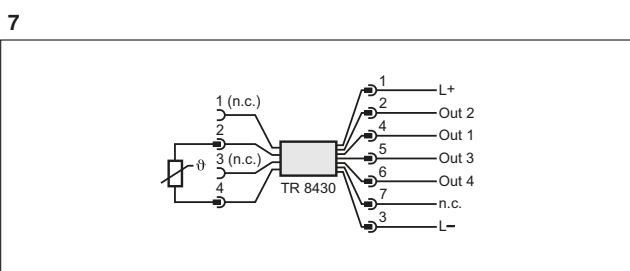 7
1 (n.c.)
2
ϑ
3 (n.c.)
4
TR 8430
1
L+
2
Out 2
4
Out 1
5
Out 3
6
Out 4
7
n.c.
3
L–